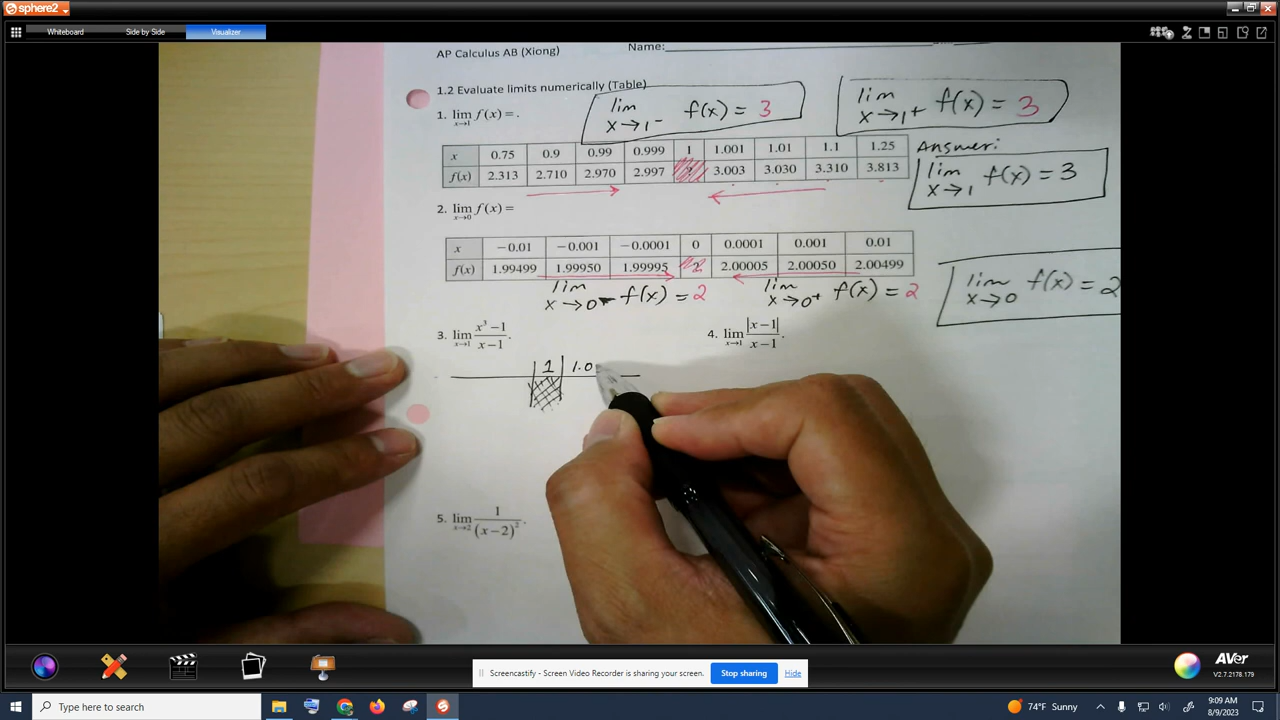 sphere2
Whiteboard Side by Side Visualizer
AP Calculus AB (Xiong) Name:
1.2 Evaluate limits numerically (Table)
1. lim x→1 f(x) = .
lim x→1⁻ f(x) = 3
lim x→1⁺ f(x) = 3
x 0.75 0.9 0.99 0.999 1 1.001 1.01 1.1 1.25
f(x) 2.313 2.710 2.970 2.997 3.003 3.030 3.310 3.813
Answer:
lim x→1 f(x) = 3
2. lim x→0 f(x) =
x −0.01 −0.001 −0.0001 0 0.0001 0.001 0.01
f(x) 1.99499 1.99950 1.99995 2.00005 2.00050 2.00499
lim x→0⁻ f(x) = 2 lim x→0⁺ f(x) = 2
lim x→0 f(x) = 2
3. lim x→1 (x³−1)/(x−1) .
4. lim x→1 |x−1|/(x−1) .
1 1.0
5. lim x→2 1/(x−2)² .
Screencastify - Screen Video Recorder is sharing your screen. Stop sharing Hide
AVer
V2.7.2178.179
Type here to search
74°F Sunny
9:09 AM
8/9/2023